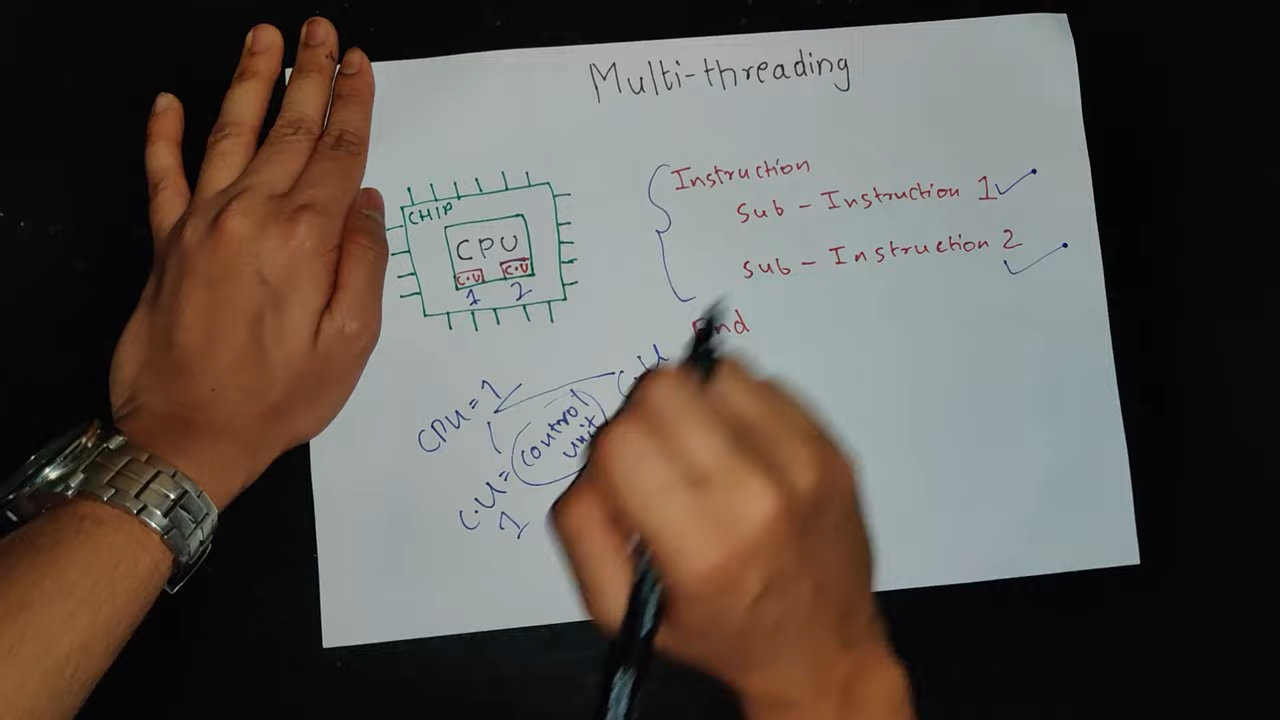 Multi-threading
Instruction
Sub - Instruction 1
Sub - Instruction 2
End
CHIP
CPU
C.U C.U
1 2
CPU = 1
C.U
C.U = control
unit
1